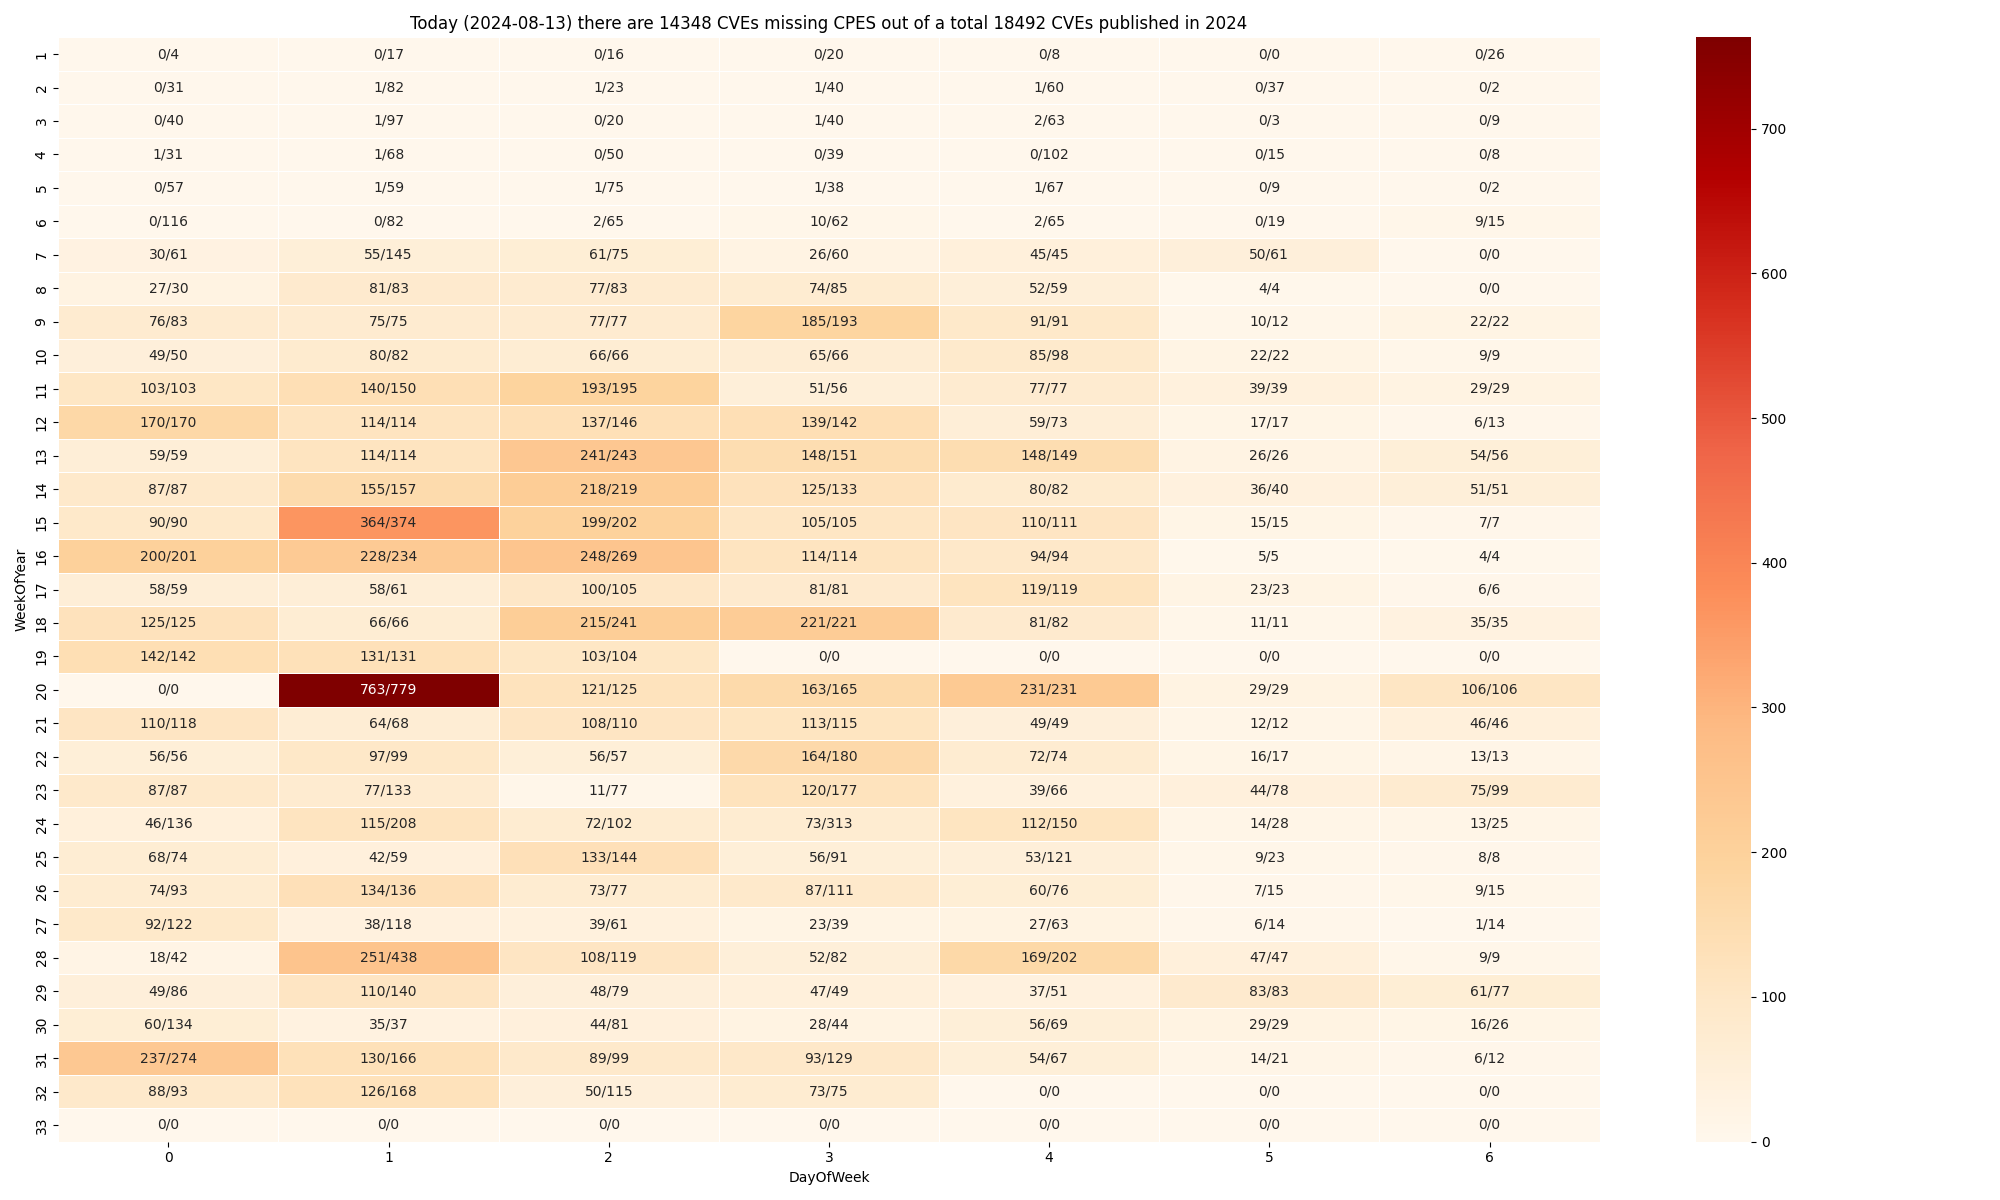 Today (2024-08-13) there are 14348 CVEs missing CPES out of a total 18492 CVEs published in 2024
WeekOfYear
1 0/4 0/17 0/16 0/20 0/8 0/0 0/26
2 0/31 1/82 1/23 1/40 1/60 0/37 0/2
3 0/40 1/97 0/20 1/40 2/63 0/3 0/9
4 1/31 1/68 0/50 0/39 0/102 0/15 0/8
5 0/57 1/59 1/75 1/38 1/67 0/9 0/2
6 0/116 0/82 2/65 10/62 2/65 0/19 9/15
7 30/61 55/145 61/75 26/60 45/45 50/61 0/0
8 27/30 81/83 77/83 74/85 52/59 4/4 0/0
9 76/83 75/75 77/77 185/193 91/91 10/12 22/22
10 49/50 80/82 66/66 65/66 85/98 22/22 9/9
11 103/103 140/150 193/195 51/56 77/77 39/39 29/29
12 170/170 114/114 137/146 139/142 59/73 17/17 6/13
13 59/59 114/114 241/243 148/151 148/149 26/26 54/56
14 87/87 155/157 218/219 125/133 80/82 36/40 51/51
15 90/90 364/374 199/202 105/105 110/111 15/15 7/7
16 200/201 228/234 248/269 114/114 94/94 5/5 4/4
17 58/59 58/61 100/105 81/81 119/119 23/23 6/6
18 125/125 66/66 215/241 221/221 81/82 11/11 35/35
19 142/142 131/131 103/104 0/0 0/0 0/0 0/0
20 0/0 763/779 121/125 163/165 231/231 29/29 106/106
21 110/118 64/68 108/110 113/115 49/49 12/12 46/46
22 56/56 97/99 56/57 164/180 72/74 16/17 13/13
23 87/87 77/133 11/77 120/177 39/66 44/78 75/99
24 46/136 115/208 72/102 73/313 112/150 14/28 13/25
25 68/74 42/59 133/144 56/91 53/121 9/23 8/8
26 74/93 134/136 73/77 87/111 60/76 7/15 9/15
27 92/122 38/118 39/61 23/39 27/63 6/14 1/14
28 18/42 251/438 108/119 52/82 169/202 47/47 9/9
29 49/86 110/140 48/79 47/49 37/51 83/83 61/77
30 60/134 35/37 44/81 28/44 56/69 29/29 16/26
31 237/274 130/166 89/99 93/129 54/67 14/21 6/12
32 88/93 126/168 50/115 73/75 0/0 0/0 0/0
33 0/0 0/0 0/0 0/0 0/0 0/0 0/0
0 1 2 3 4 5 6
DayOfWeek
700
600
500
400
300
200
100
0